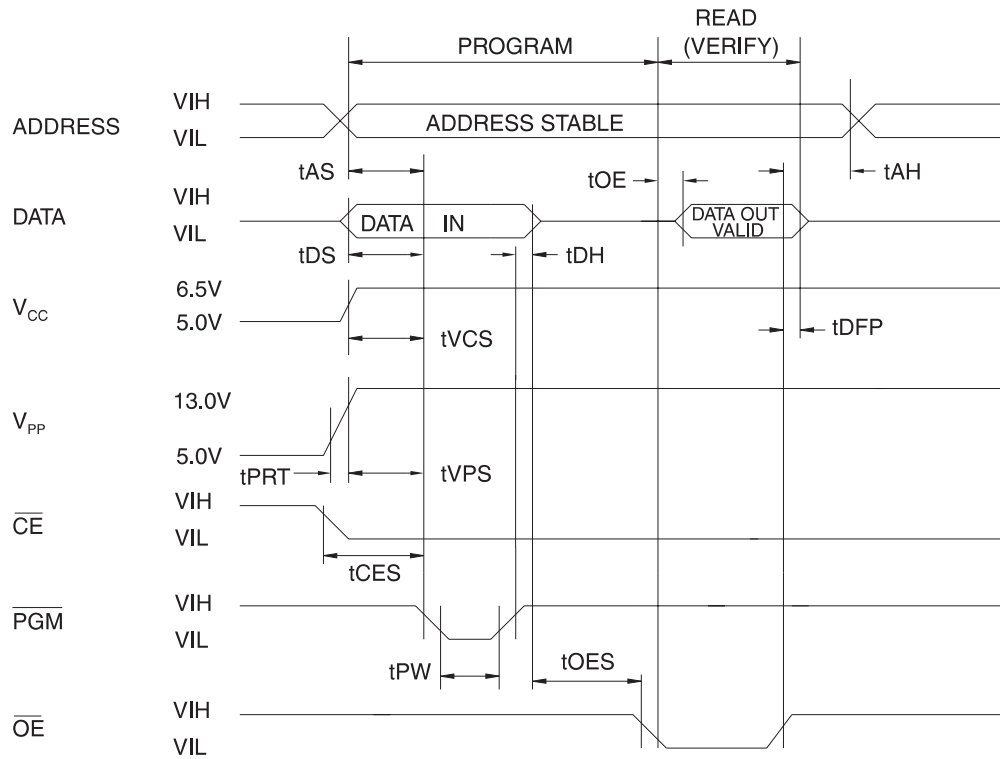 READ
PROGRAM (VERIFY)
ADDRESS VIH
VIL
ADDRESS STABLE
tAS tOE tAH
DATA VIH
VIL
DATA IN
DATA OUT
VALID
tDS tDH
VCC 6.5V
5.0V
tVCS tDFP
VPP 13.0V
5.0V
tPRT tVPS
CE VIH
VIL
tCES
PGM VIH
VIL
tPW tOES
OE VIH
VIL